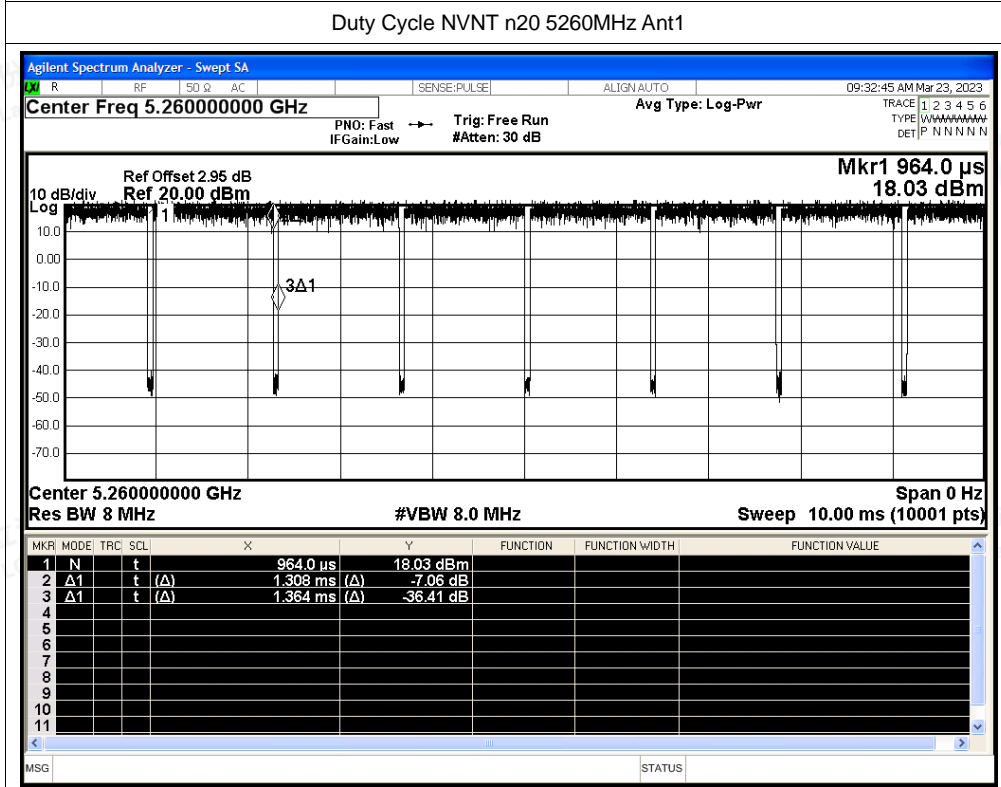 Duty Cycle NVNT n20 5260MHz Ant1
Agilent Spectrum Analyzer - Swept SA
LXI R RF 50 Ω AC SENSE:PULSE ALIGN AUTO 09:32:45 AM Mar 23, 2023
Center Freq 5.260000000 GHz Avg Type: Log-Pwr TRACE 1 2 3 4 5 6
PNO: Fast Trig: Free Run TYPE W
IFGain:Low #Atten: 30 dB DET P N N N N N
Mkr1 964.0 µs
Ref Offset 2.95 dB
10 dB/div Ref 20.00 dBm 18.03 dBm
Log
1
10.0
0.00
-10.0 3Δ1
-20.0
-30.0
-40.0
-50.0
-60.0
-70.0
Center 5.260000000 GHz Span 0 Hz
Res BW 8 MHz #VBW 8.0 MHz Sweep 10.00 ms (10001 pts)
MKR MODE TRC SCL X Y FUNCTION FUNCTION WIDTH FUNCTION VALUE
1 N t 964.0 µs 18.03 dBm
2 Δ1 t (Δ) 1.308 ms (Δ) -7.06 dB
3 Δ1 t (Δ) 1.364 ms (Δ) -36.41 dB
4
5
6
7
8
9
10
11
MSG STATUS